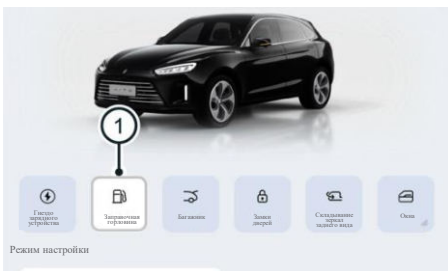 1
Гнездо
зарядного
устройства
Заправочная
горловина
Багажник
Замки
дверей
Складывание
зеркал
заднего вида
Окна
Режим настройки